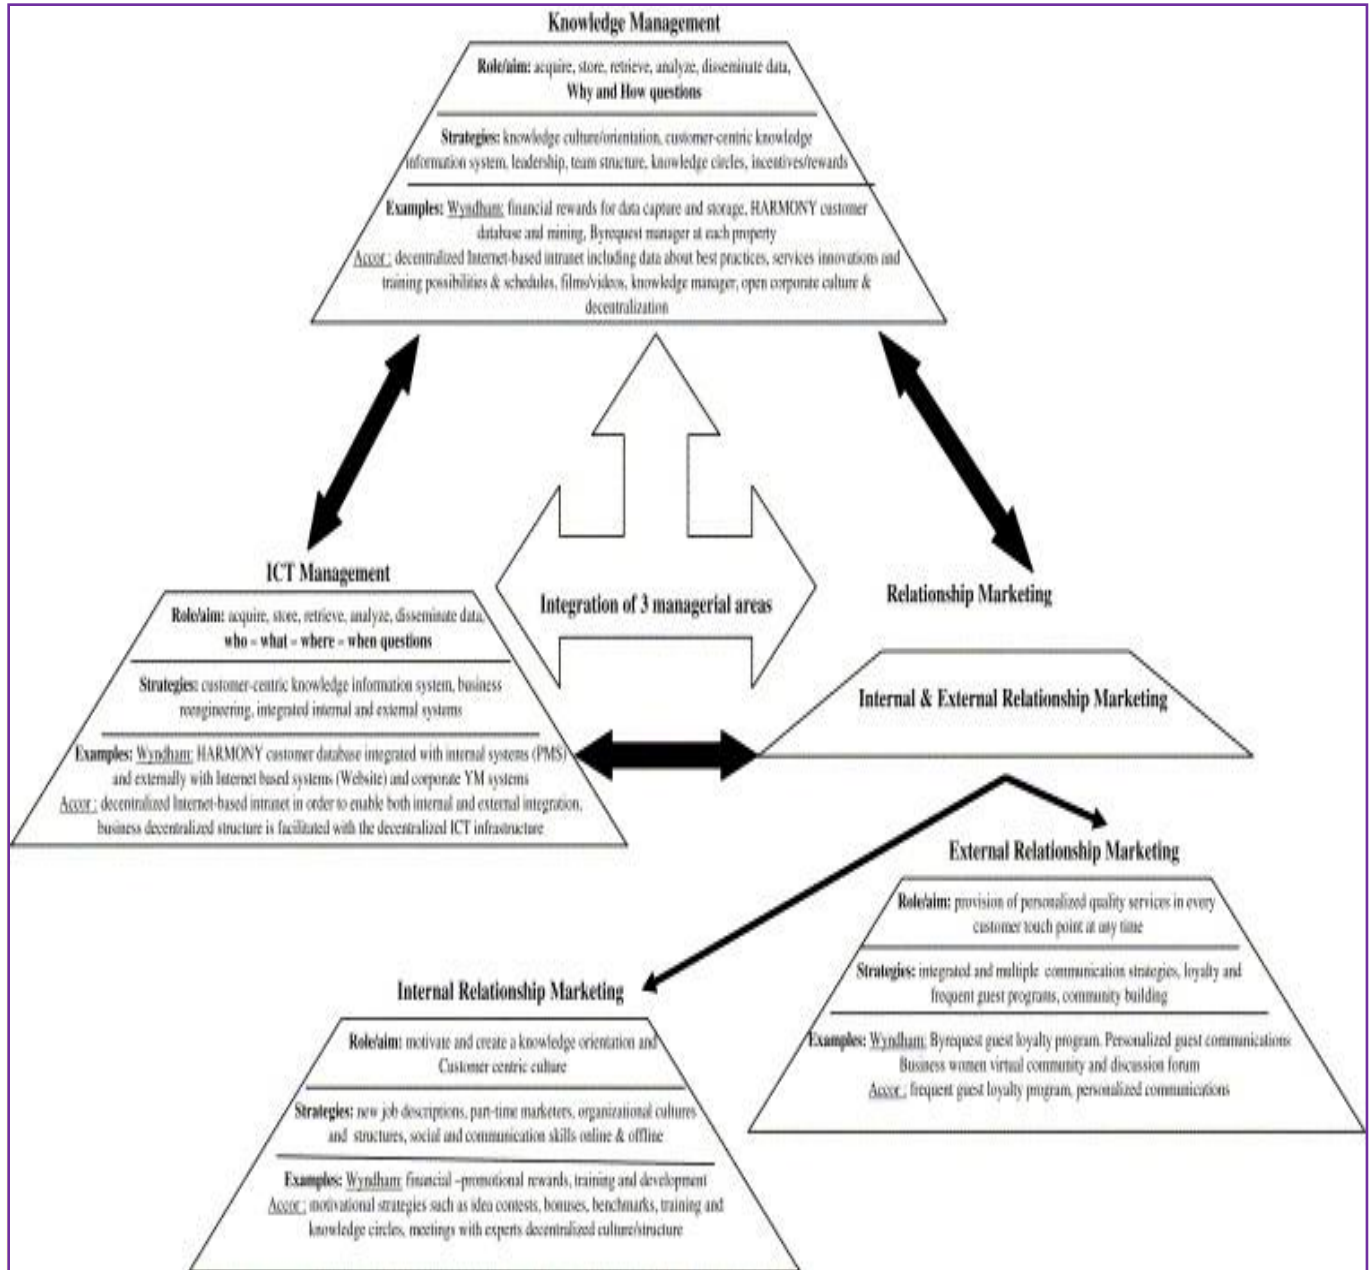 Knowledge Management
Role/aim: acquire, store, retrieve, analyze, disseminate data,
Why and How questions
Strategies: knowledge culture/orientation, customer-centric knowledge
information system, leadership, team structure, knowledge circles, incentives/rewards
Examples: Wyndham: financial rewards for data capture and storage, HARMONY customer
database and mining, Byrequest manager at each property
Accor : decentralized Internet-based intranet including data about best practices, services innovations and
training possibilities & schedules, films/videos, knowledge manager, open corporate culture &
decentralization
Integration of 3 managerial areas
ICT Management
Role/aim: acquire, store, retrieve, analyze, disseminate data,
who – what – where – when questions
Strategies: customer-centric knowledge information system, business
reengineering, integrated internal and external systems
Examples: Wyndham: HARMONY customer database integrated with internal systems (PMS)
and externally with Internet based systems (Website) and corporate YM systems
Accor : decentralized Internet-based intranet in order to enable both internal and external integration,
business decentralized structure is facilitated with the decentralized ICT infrastructure
Relationship Marketing
Internal & External Relationship Marketing
External Relationship Marketing
Role/aim: provision of personalized quality services in every
customer touch point at any time
Strategies: integrated and multiple communication strategies, loyalty and
frequent guest programs, community building
Examples: Wyndham: Byrequest guest loyalty program. Personalized guest communications
Business women virtual community and discussion forum
Accor : frequent guest loyalty program, personalized communications
Internal Relationship Marketing
Role/aim: motivate and create a knowledge orientation and
Customer centric culture
Strategies: new job descriptions, part-time marketers, organizational cultures
and structures, social and communication skills online & offline
Examples: Wyndham: financial –promotional rewards, training and development
Accor : motivational strategies such as idea contests, bonuses, benchmarks, training and
knowledge circles, meetings with experts decentralized culture/structure